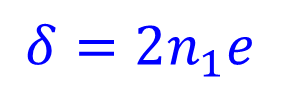 δ = 2n₁e